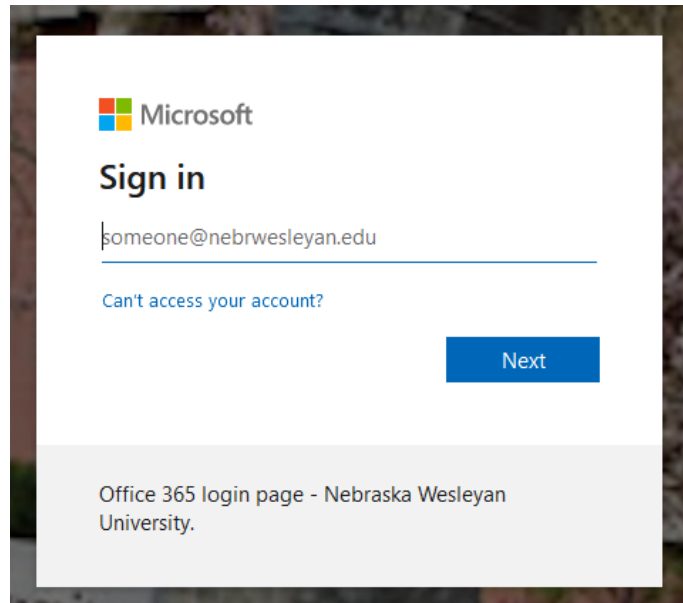 Microsoft
Sign in
someone@nebrwesleyan.edu
Can't access your account?
Next
Office 365 login page - Nebraska Wesleyan
University.